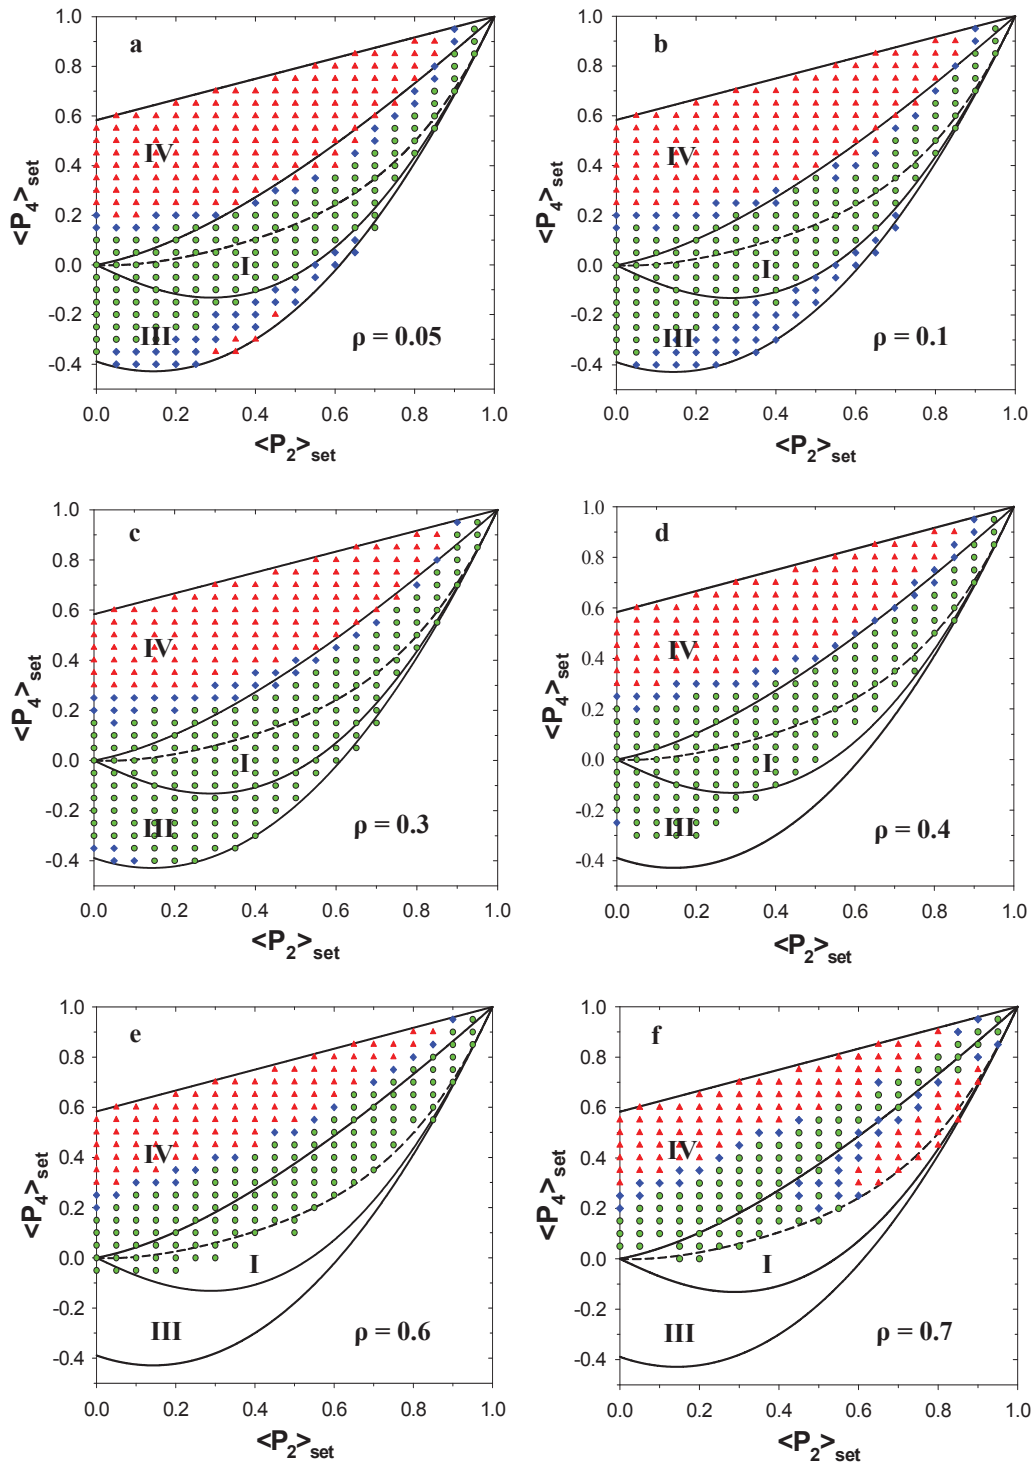 a
1.0
0.8
0.6
0.4
0.2
0.0
-0.2
-0.4
<P4>set
IV
I
III
ρ = 0.05
0.0 0.2 0.4 0.6 0.8 1.0
<P2>set
b
1.0
0.8
0.6
0.4
0.2
0.0
-0.2
-0.4
<P4>set
IV
I
III
ρ = 0.1
0.0 0.2 0.4 0.6 0.8 1.0
<P2>set
c
1.0
0.8
0.6
0.4
0.2
0.0
-0.2
-0.4
<P4>set
IV
I
III
ρ = 0.3
0.0 0.2 0.4 0.6 0.8 1.0
<P2>set
d
1.0
0.8
0.6
0.4
0.2
0.0
-0.2
-0.4
<P4>set
IV
I
III
ρ = 0.4
0.0 0.2 0.4 0.6 0.8 1.0
<P2>set
e
1.0
0.8
0.6
0.4
0.2
0.0
-0.2
-0.4
<P4>set
IV
I
III
ρ = 0.6
0.0 0.2 0.4 0.6 0.8 1.0
<P2>set
f
1.0
0.8
0.6
0.4
0.2
0.0
-0.2
-0.4
<P4>set
IV
I
III
ρ = 0.7
0.0 0.2 0.4 0.6 0.8 1.0
<P2>set